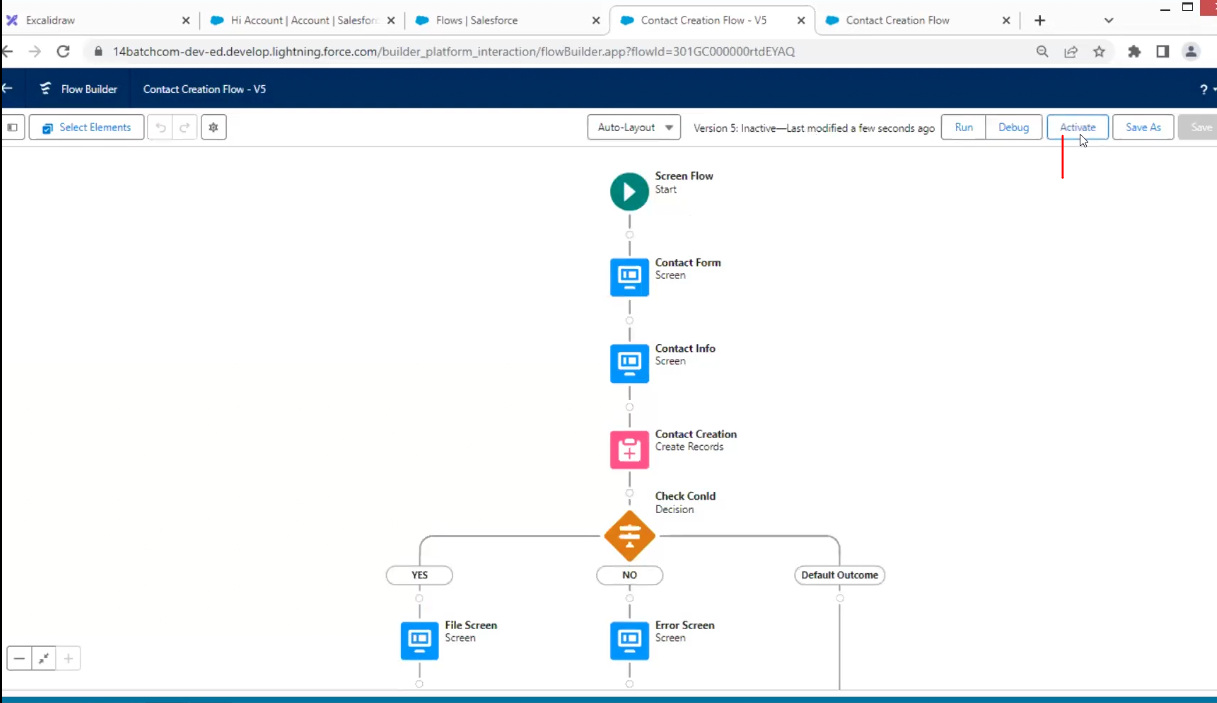 Excalidraw
Hi Account | Account | Salesforc
Flows | Salesforce
Contact Creation Flow - V5
Contact Creation Flow
14batchcom-dev-ed.develop.lightning.force.com/builder_platform_interaction/flowBuilder.app?flowId=301GC000000rtdEYAQ
Flow Builder
Contact Creation Flow - V5
?
Select Elements
Auto-Layout
Version 5: Inactive—Last modified a few seconds ago
Run
Debug
Activate
Save As
Save
Screen Flow
Start
Contact Form
Screen
Contact Info
Screen
Contact Creation
Create Records
Check ConId
Decision
YES
NO
Default Outcome
File Screen
Screen
Error Screen
Screen